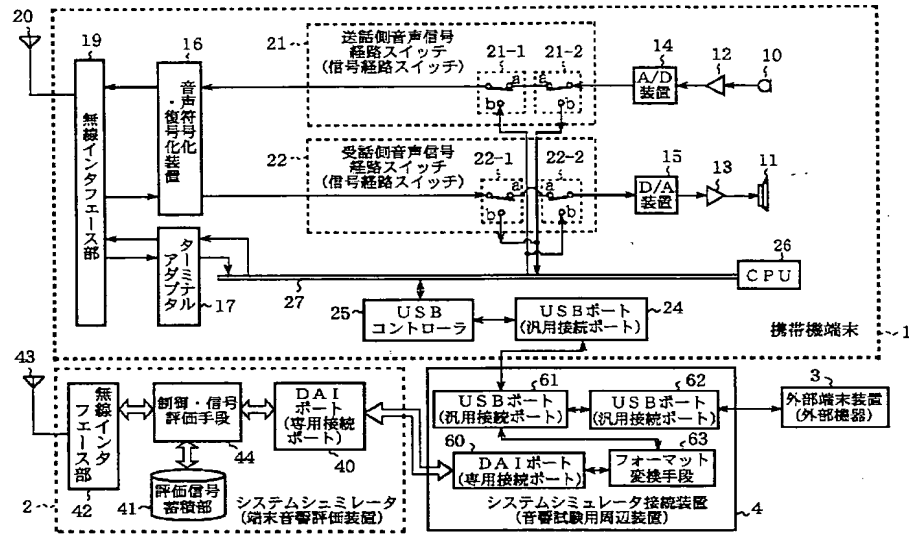 20
19
無線インタフェース部
16
音声符号化
・復号化装置
21
送話側音声信号
経路スイッチ
(信号経路スイッチ)
21-1
21-2
a
a
b
b
14
A/D
装置
12
10
22
受話側音声信号
経路スイッチ
(信号経路スイッチ)
22-1
22-2
a
a
b
b
15
D/A
装置
13
11
ターミナル
アダプタ
17
27
26
CPU
25
USB
コントローラ
USBポート
(汎用接続ポート)
24
携帯機端末
1
43
無線インタ
フェース部
42
制御・信号
評価手段
44
DAI
ポート
(専用接続
ポート)
40
評価信号
蓄積部
41
2
システムシュミレータ
(端末音響評価装置)
61
USBポート
(汎用接続ポート)
62
USBポート
(汎用接続ポート)
3
外部端末装置
(外部機器)
60
DAIポート
(専用接続ポート)
63
フォーマット
変換手段
システムシミュレータ接続装置
(音響試験用周辺装置)
4